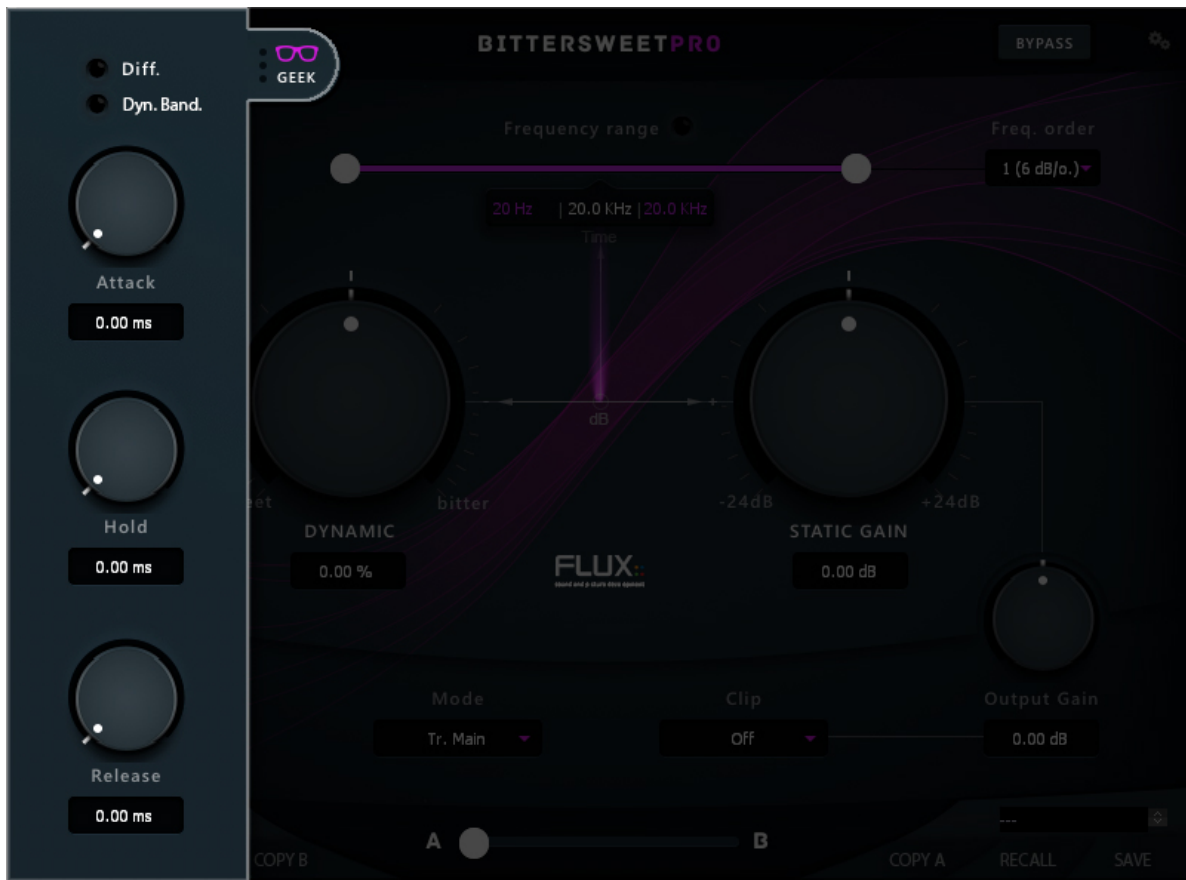 Diff.
Dyn. Band.
GEEK
Attack
0.00 ms
Hold
0.00 ms
Release
0.00 ms
BITTERSWEETPRO
BYPASS
Frequency range
Freq. order
1 (6 dB/o.)
20 Hz | 20.0 KHz | 20.0 KHz
Time
- +
dB
eet bitter
-24dB +24dB
DYNAMIC
STATIC GAIN
0.00 %
0.00 dB
FLUX::
Mode
Clip
Output Gain
Tr. Main
Off
0.00 dB
A B
---
COPY B
COPY A
RECALL
SAVE